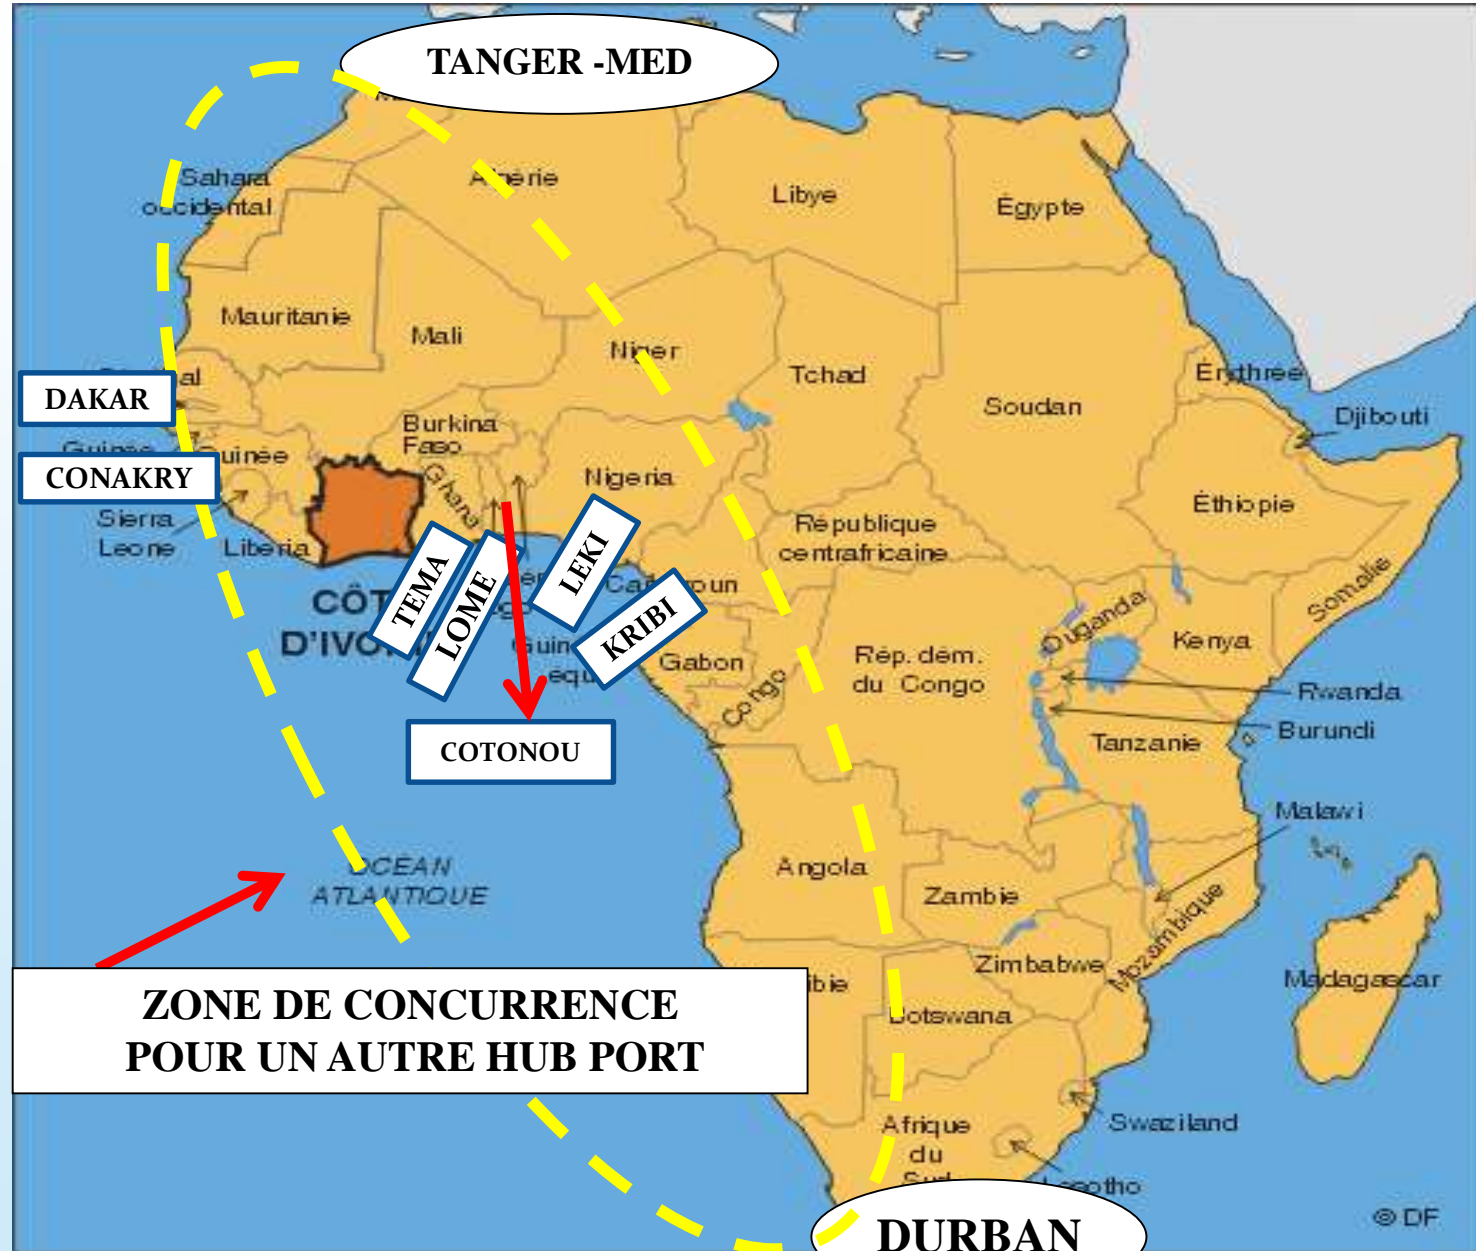 TANGER -MED
Sahara
occidental
Algérie
Libye
Égypte
Mauritanie
Mali
Niger
Tchad
Soudan
Érythrée
Djibouti
DAKAR
Burkina
Faso
CONAKRY
Nigeria
Ghana
Éthiopie
Sierra
Leone
Liberia
République
centrafricaine
Somalie
TEMA
LOME
LEKI
KRIBI
Gabon
Congo
Rép. dém.
du Congo
Ouganda
Kenya
Rwanda
Burundi
Tanzanie
COTONOU
Malawi
OCÉAN
ATLANTIQUE
Angola
Zambie
Mozambique
Zimbabwe
Madagascar
Botswana
ZONE DE CONCURRENCE
POUR UN AUTRE HUB PORT
Afrique
du
Swaziland
DURBAN
© DF